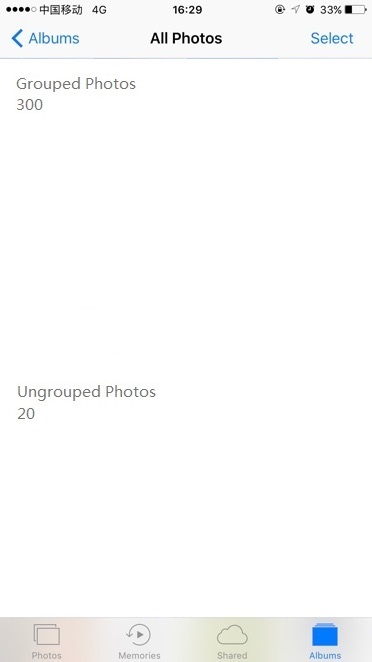 中国移动 4G 16:29 33%
Albums All Photos Select
Grouped Photos
300
Ungrouped Photos
20
Photos Memories Shared Albums